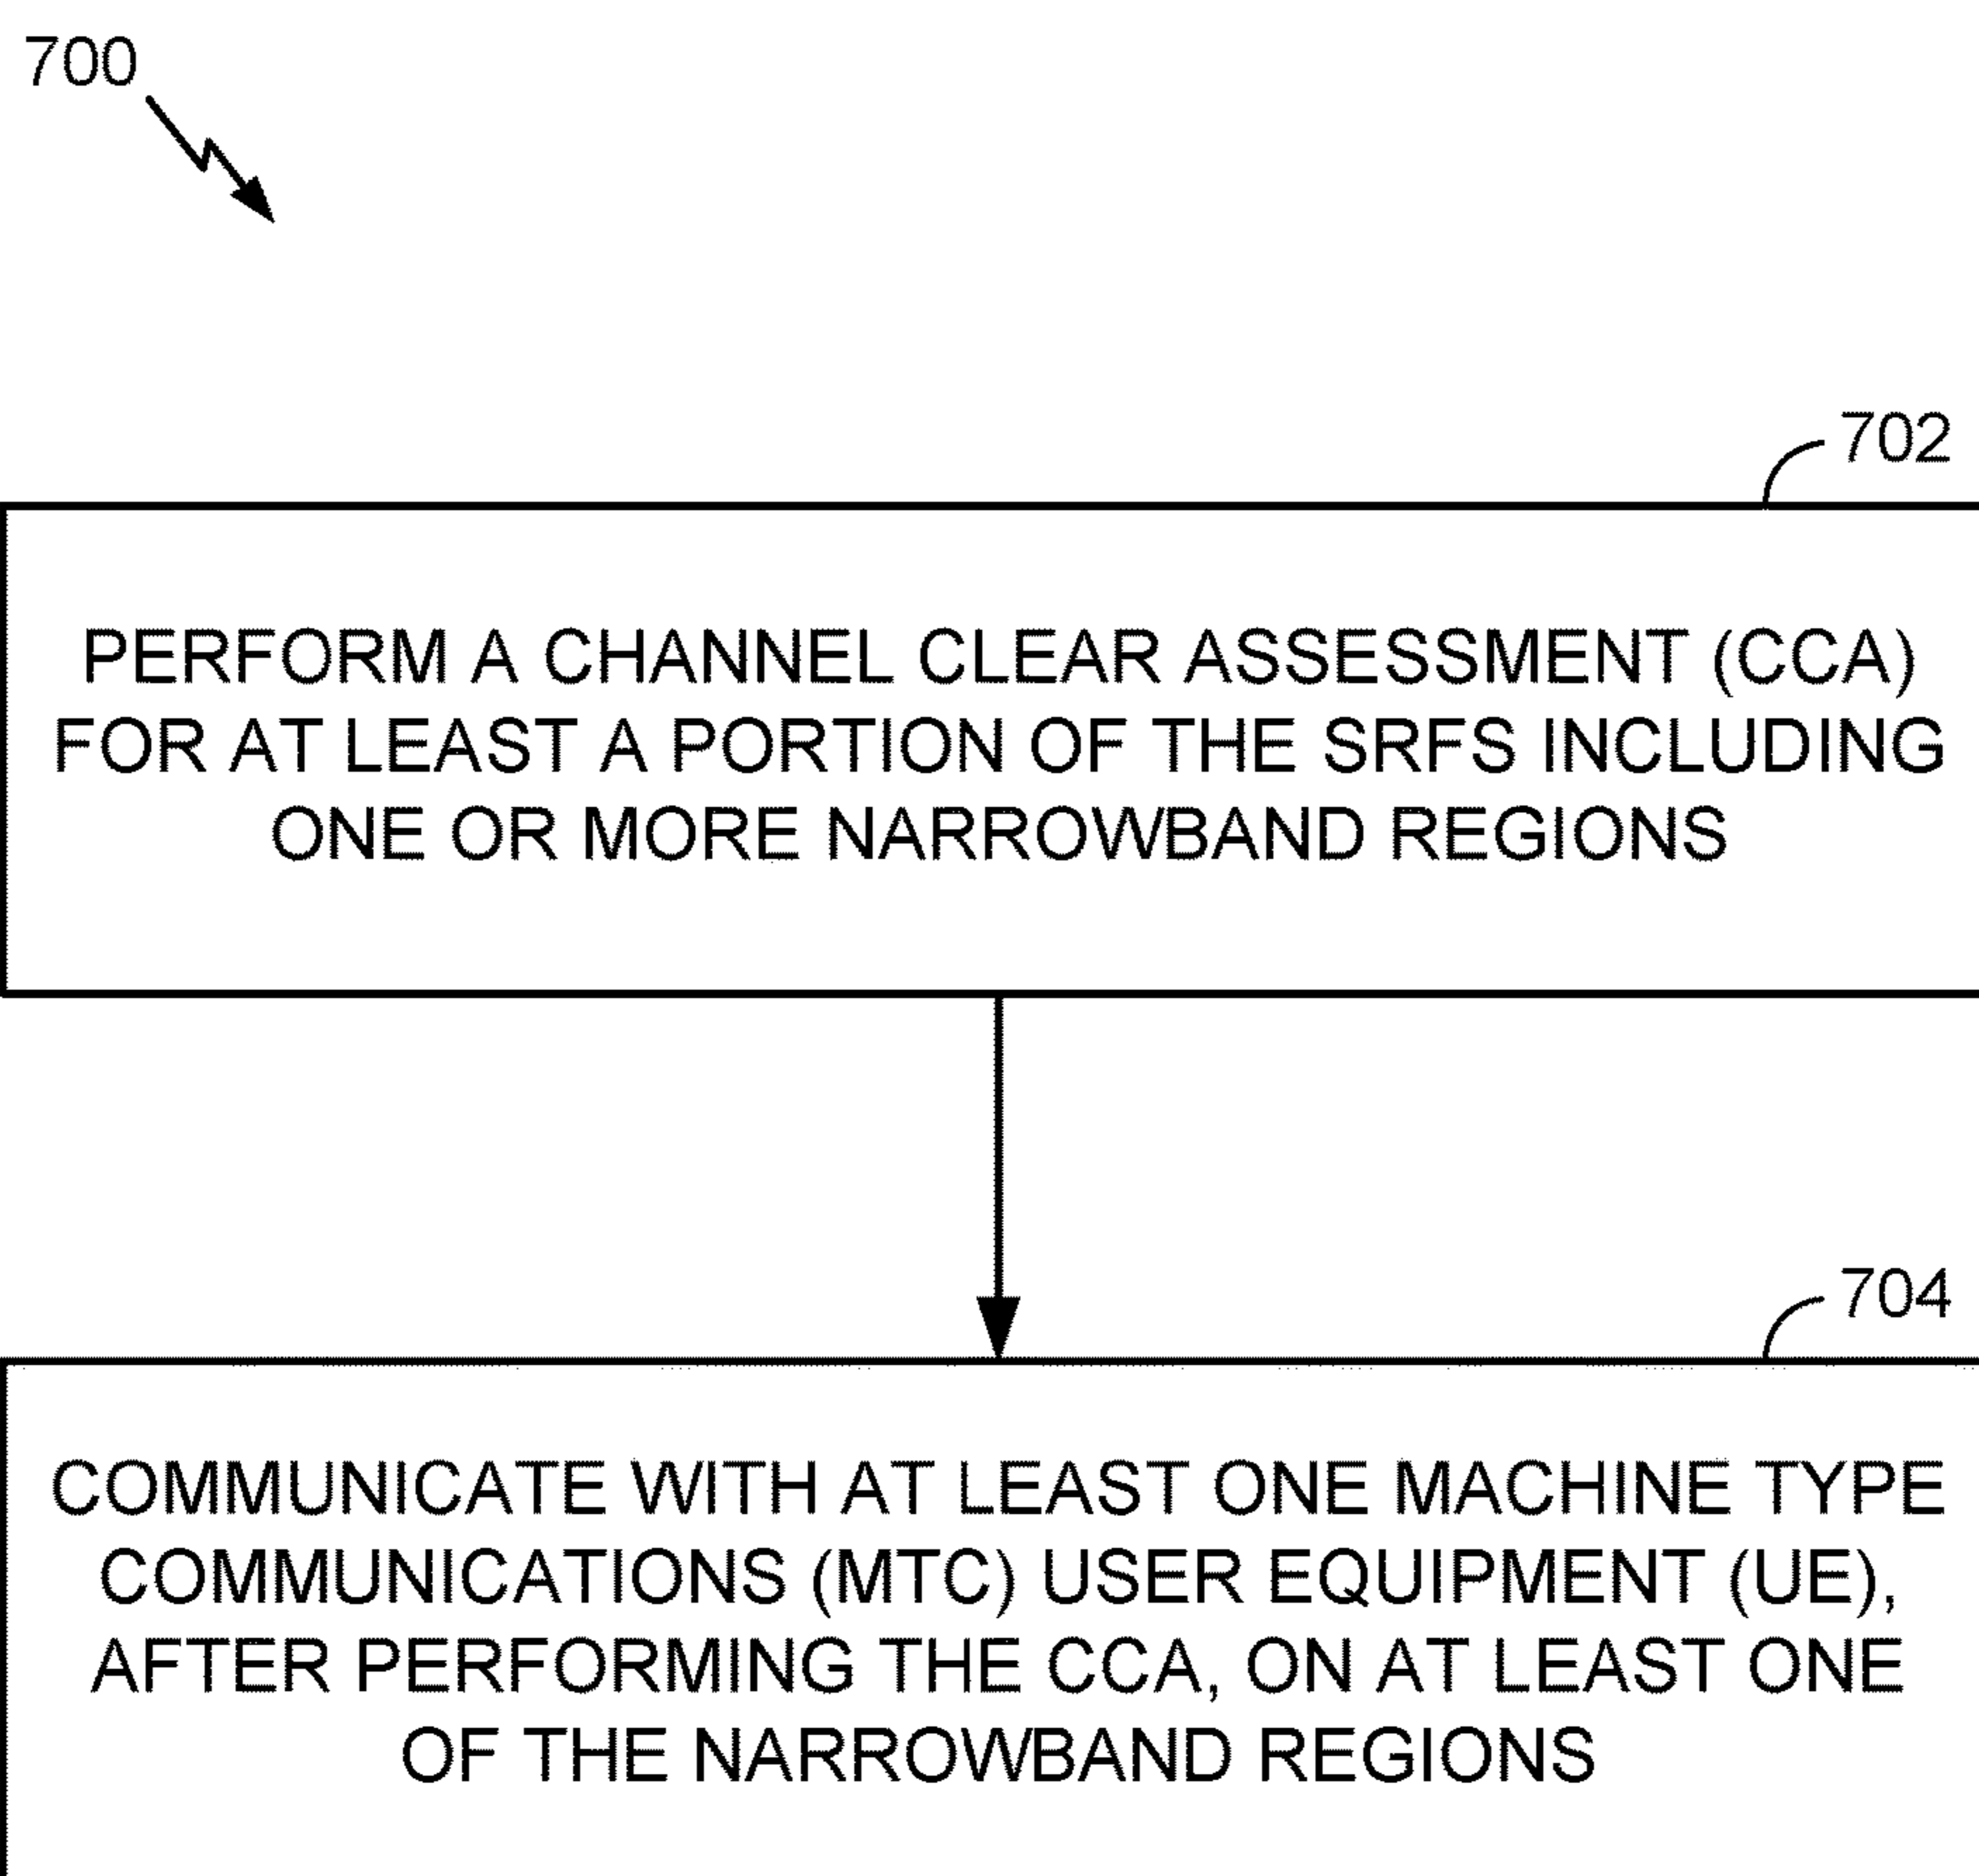 700
702
PERFORM A CHANNEL CLEAR ASSESSMENT (CCA)
FOR AT LEAST A PORTION OF THE SRFS INCLUDING
ONE OR MORE NARROWBAND REGIONS
704
COMMUNICATE WITH AT LEAST ONE MACHINE TYPE
COMMUNICATIONS (MTC) USER EQUIPMENT (UE),
AFTER PERFORMING THE CCA, ON AT LEAST ONE
OF THE NARROWBAND REGIONS